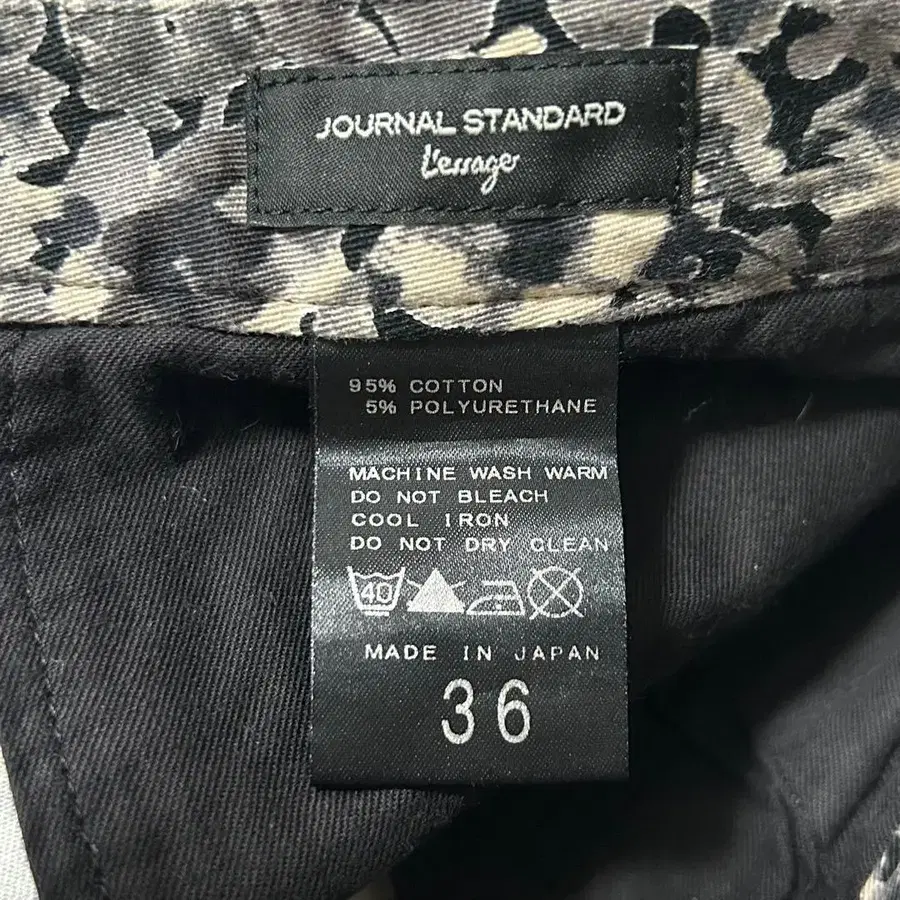 JOURNAL STANDARD
L'essage
95% COTTON
5% POLYURETHANE
MACHINE WASH WARM
DO NOT BLEACH
COOL IRON
DO NOT DRY CLEAN
40
MADE IN JAPAN
36